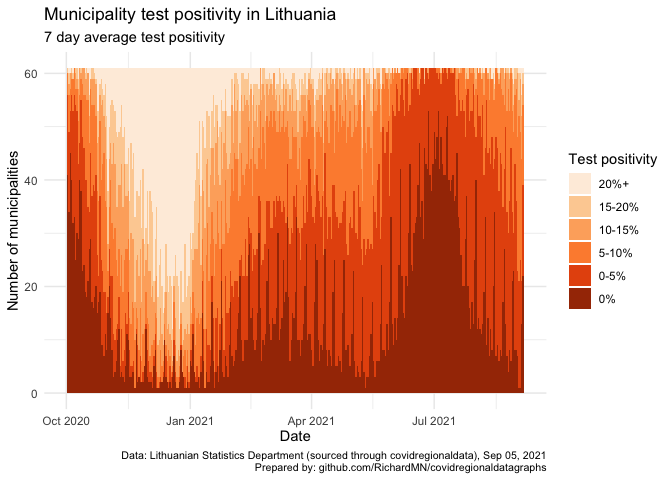 Municipality test positivity in Lithuania
7 day average test positivity
Number of municipalities
60
40
20
0
Oct 2020
Jan 2021
Apr 2021
Jul 2021
Date
Test positivity
20%+
15-20%
10-15%
5-10%
0-5%
0%
Data: Lithuanian Statistics Department (sourced through covidregionaldata), Sep 05, 2021
Prepared by: github.com/RichardMN/covidregionaldatagraphs